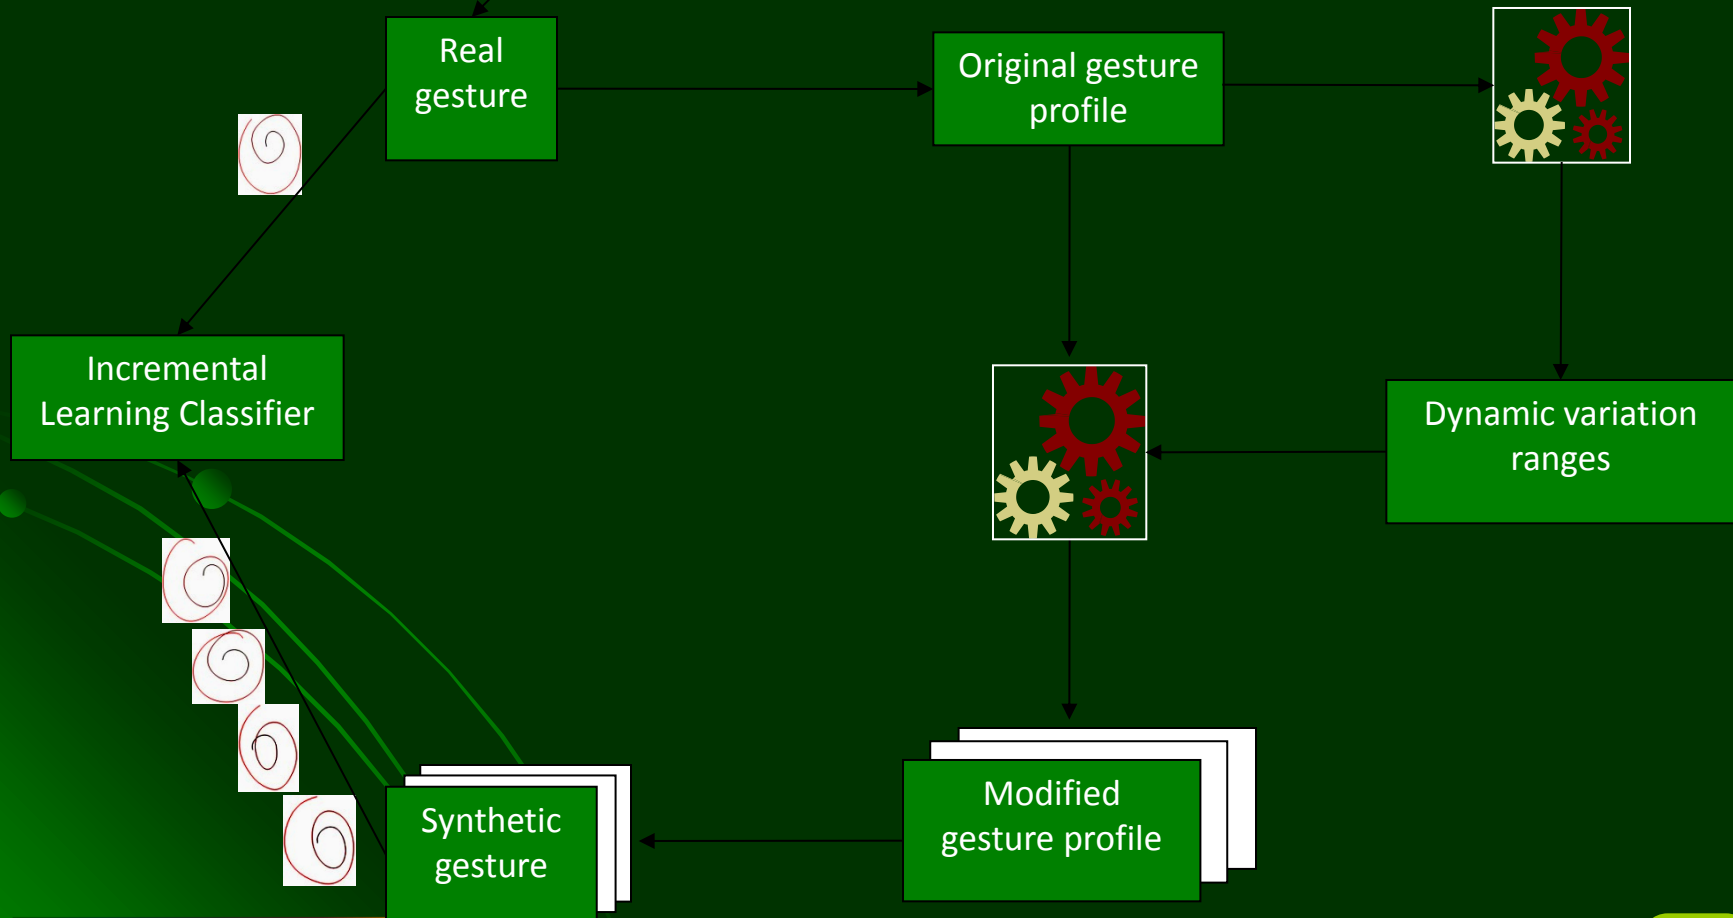 Real
gesture
Original gesture
profile
Incremental
Learning Classifier
Dynamic variation
ranges
Modified
gesture profile
Synthetic
gesture